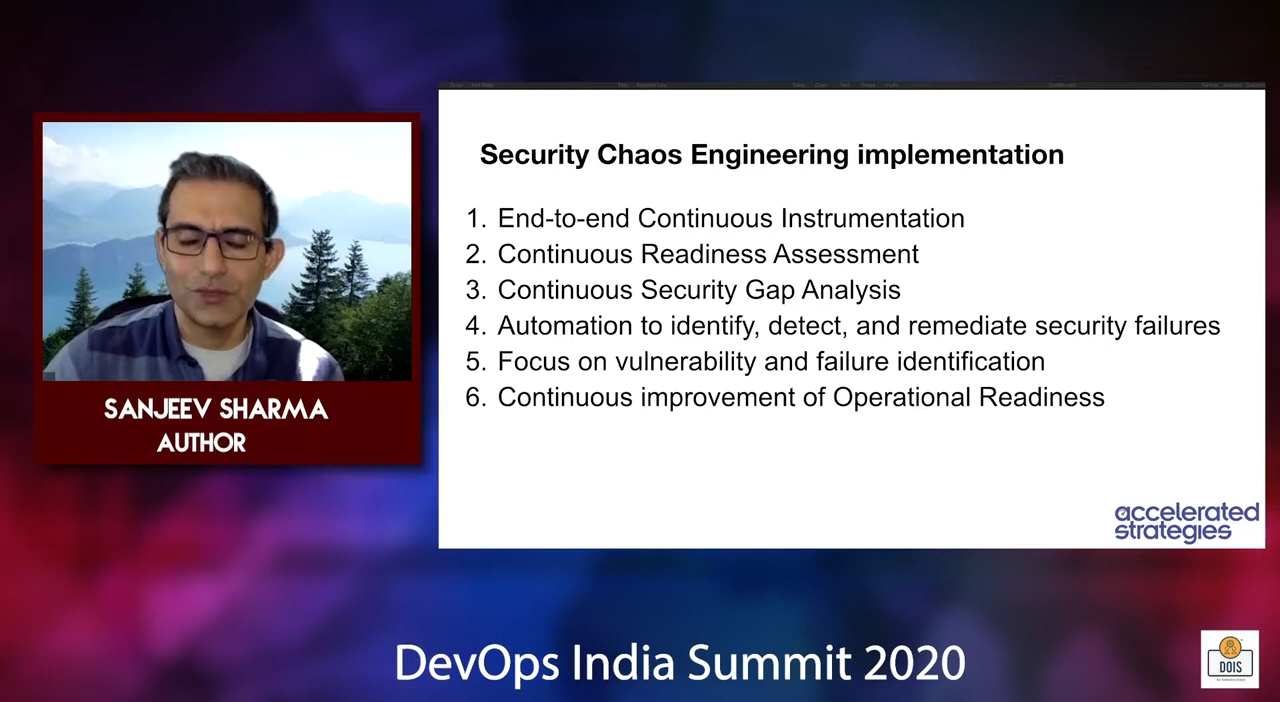 Security Chaos Engineering implementation
1. End-to-end Continuous Instrumentation
2. Continuous Readiness Assessment
3. Continuous Security Gap Analysis
4. Automation to identify, detect, and remediate security failures
5. Focus on vulnerability and failure identification
6. Continuous improvement of Operational Readiness
accelerated
strategies
SANJEEV SHARMA
AUTHOR
DevOps India Summit 2020
DOIS